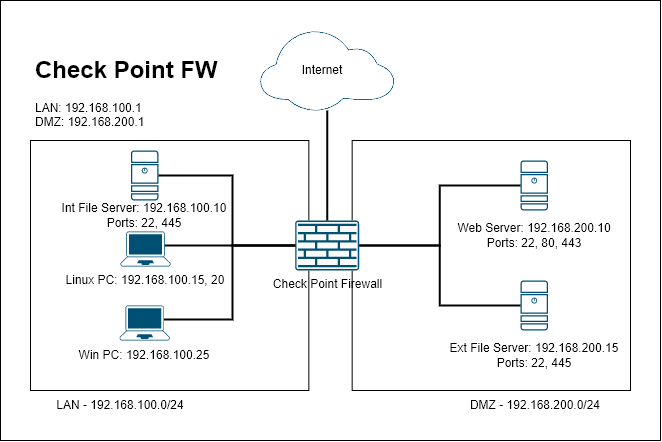 Internet
Check Point FW
LAN: 192.168.100.1
DMZ: 192.168.200.1
Int File Server: 192.168.100.10
Ports: 22, 445
Linux PC: 192.168.100.15, 20
Win PC: 192.168.100.25
Check Point Firewall
Web Server: 192.168.200.10
Ports: 22, 80, 443
Ext File Server: 192.168.200.15
Ports: 22, 445
LAN - 192.168.100.0/24
DMZ - 192.168.200.0/24